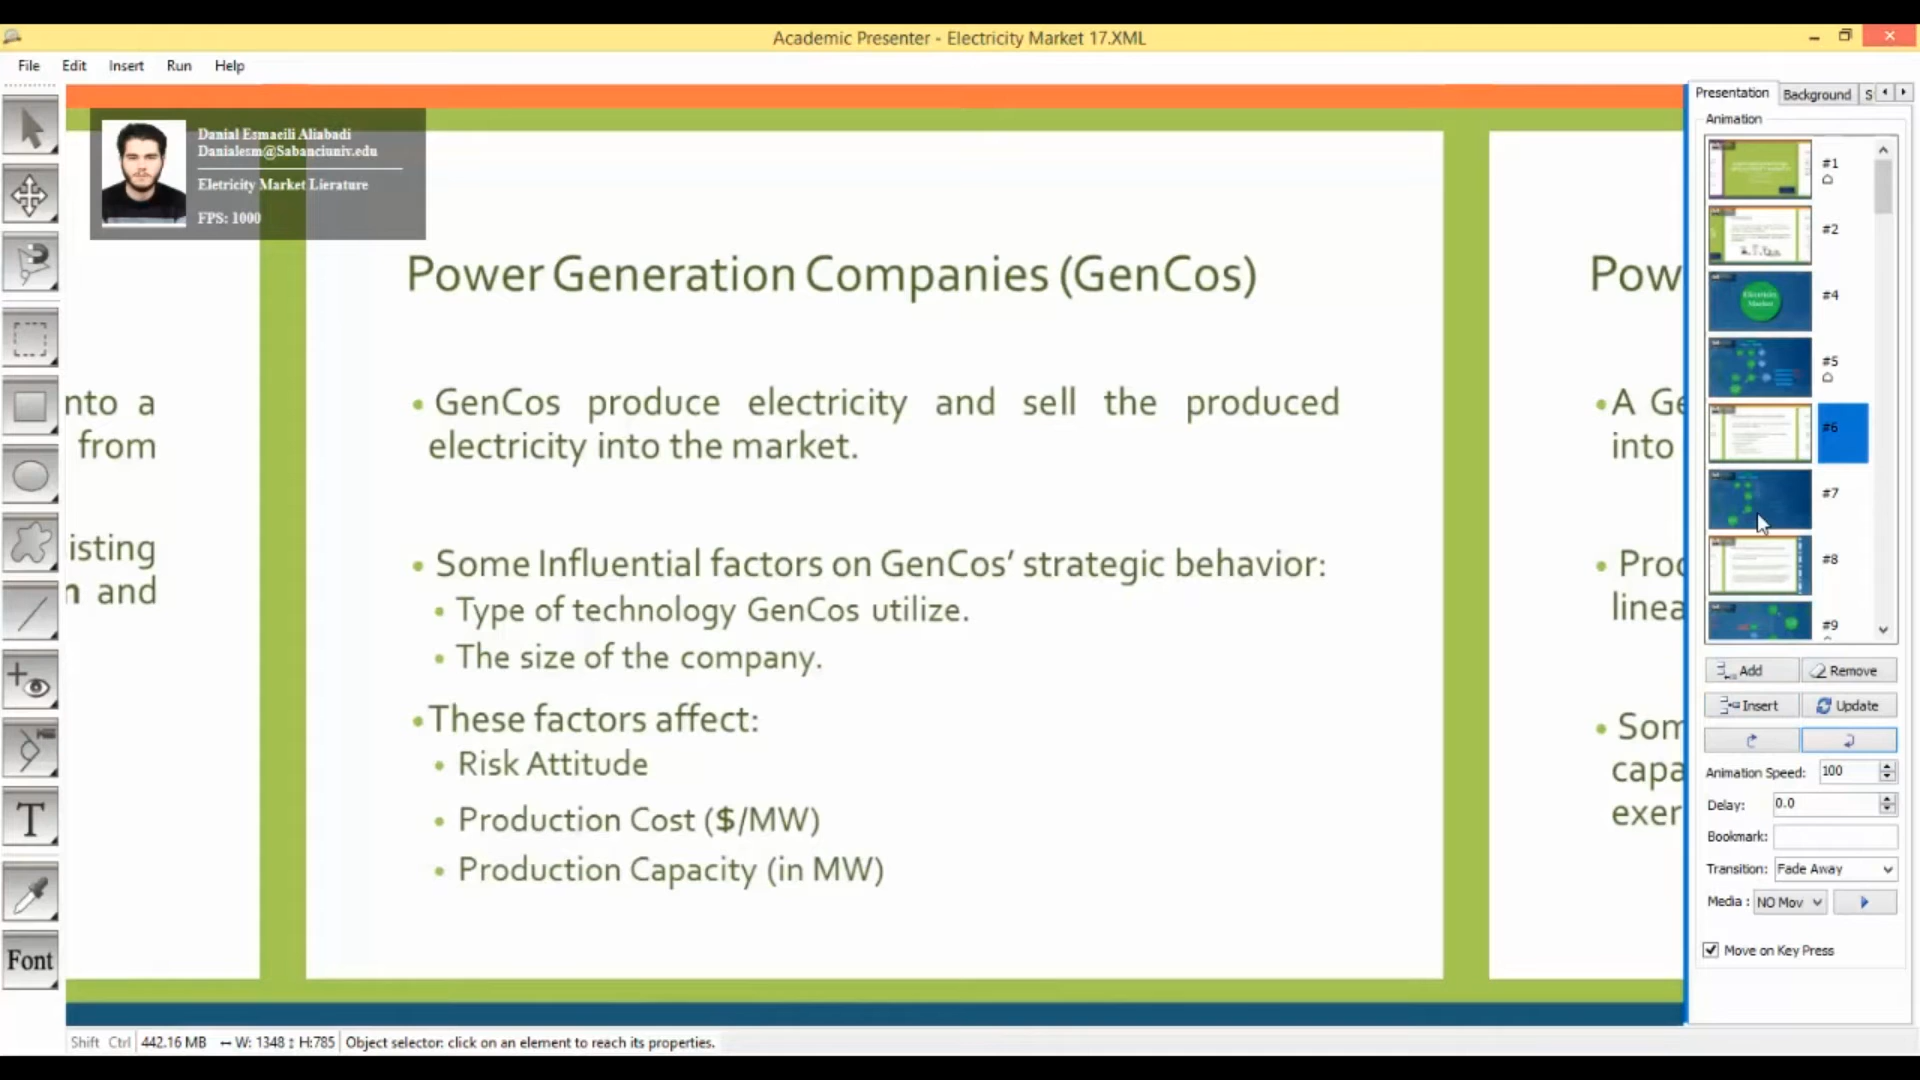 Academic Presenter - Electricity Market 17.XML
File Edit Insert Run Help
Danial Esmaeili Aliabadi
Danialesm@Sabanciuniv.edu
Eletricity Market Lierature
FPS: 1000
nto a
from
isting
and
Power Generation Companies (GenCos)
• GenCos produce electricity and sell the produced
electricity into the market.
• Some Influential factors on GenCos' strategic behavior:
• Type of technology GenCos utilize.
• The size of the company.
• These factors affect:
• Risk Attitude
• Production Cost ($/MW)
• Production Capacity (in MW)
Pow
• A Ge
into
• Proc
linea
• Som
capa
exer
Presentation Background S
Animation
#1
#2
Electricity
Market
#4
#5
#6
#7
#8
#9
Add Remove
Insert Update
Animation Speed: 100
Delay: 0.0
Bookmark:
Transition: Fade Away
Media : NO Mov
Move on Key Press
T
Font
Shift Ctrl 442.16 MB W: 1348 H:785 Object selector: click on an element to reach its properties.